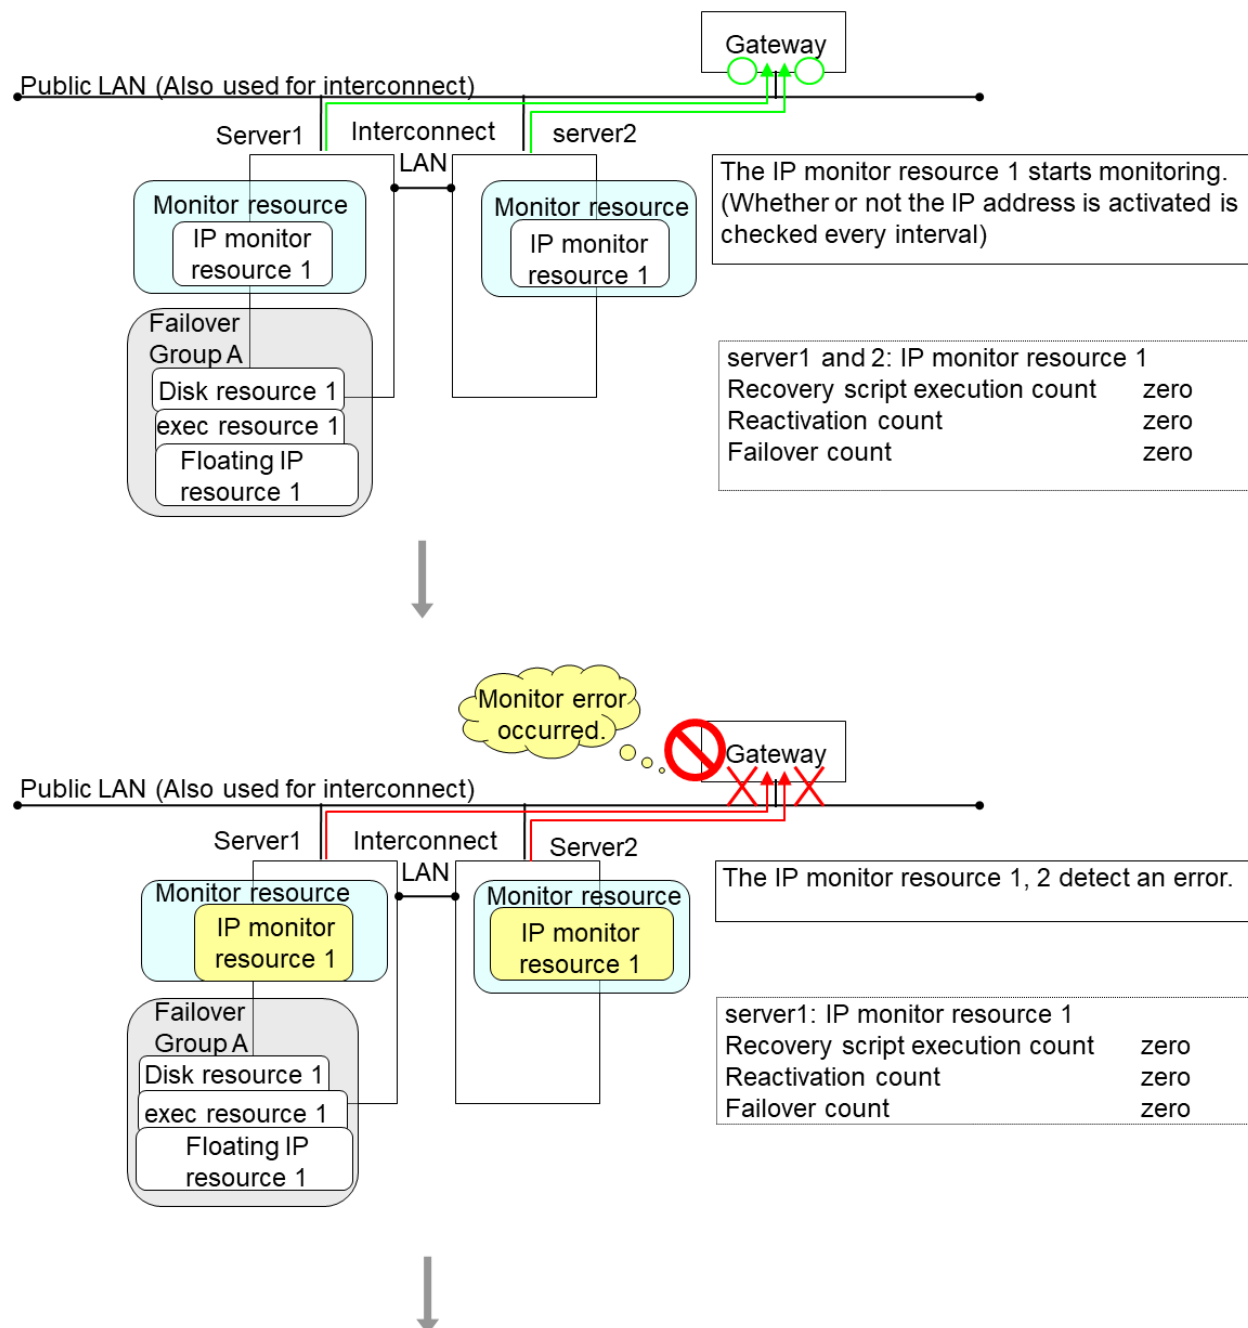 Gateway
Public LAN (Also used for interconnect)
Server1
Interconnect
LAN
server2
Monitor resource
IP monitor
resource 1
Monitor resource
IP monitor
resource 1
The IP monitor resource 1 starts monitoring.
(Whether or not the IP address is activated is
checked every interval)
Failover
Group A
Disk resource 1
exec resource 1
Floating IP
resource 1
server1 and 2: IP monitor resource 1
Recovery script execution count zero
Reactivation count zero
Failover count zero
Monitor error
occurred.
Gateway
Public LAN (Also used for interconnect)
Server1
Interconnect
LAN
Server2
Monitor resource
IP monitor
resource 1
Monitor resource
IP monitor
resource 1
The IP monitor resource 1, 2 detect an error.
Failover
Group A
Disk resource 1
exec resource 1
Floating IP
resource 1
server1: IP monitor resource 1
Recovery script execution count zero
Reactivation count zero
Failover count zero